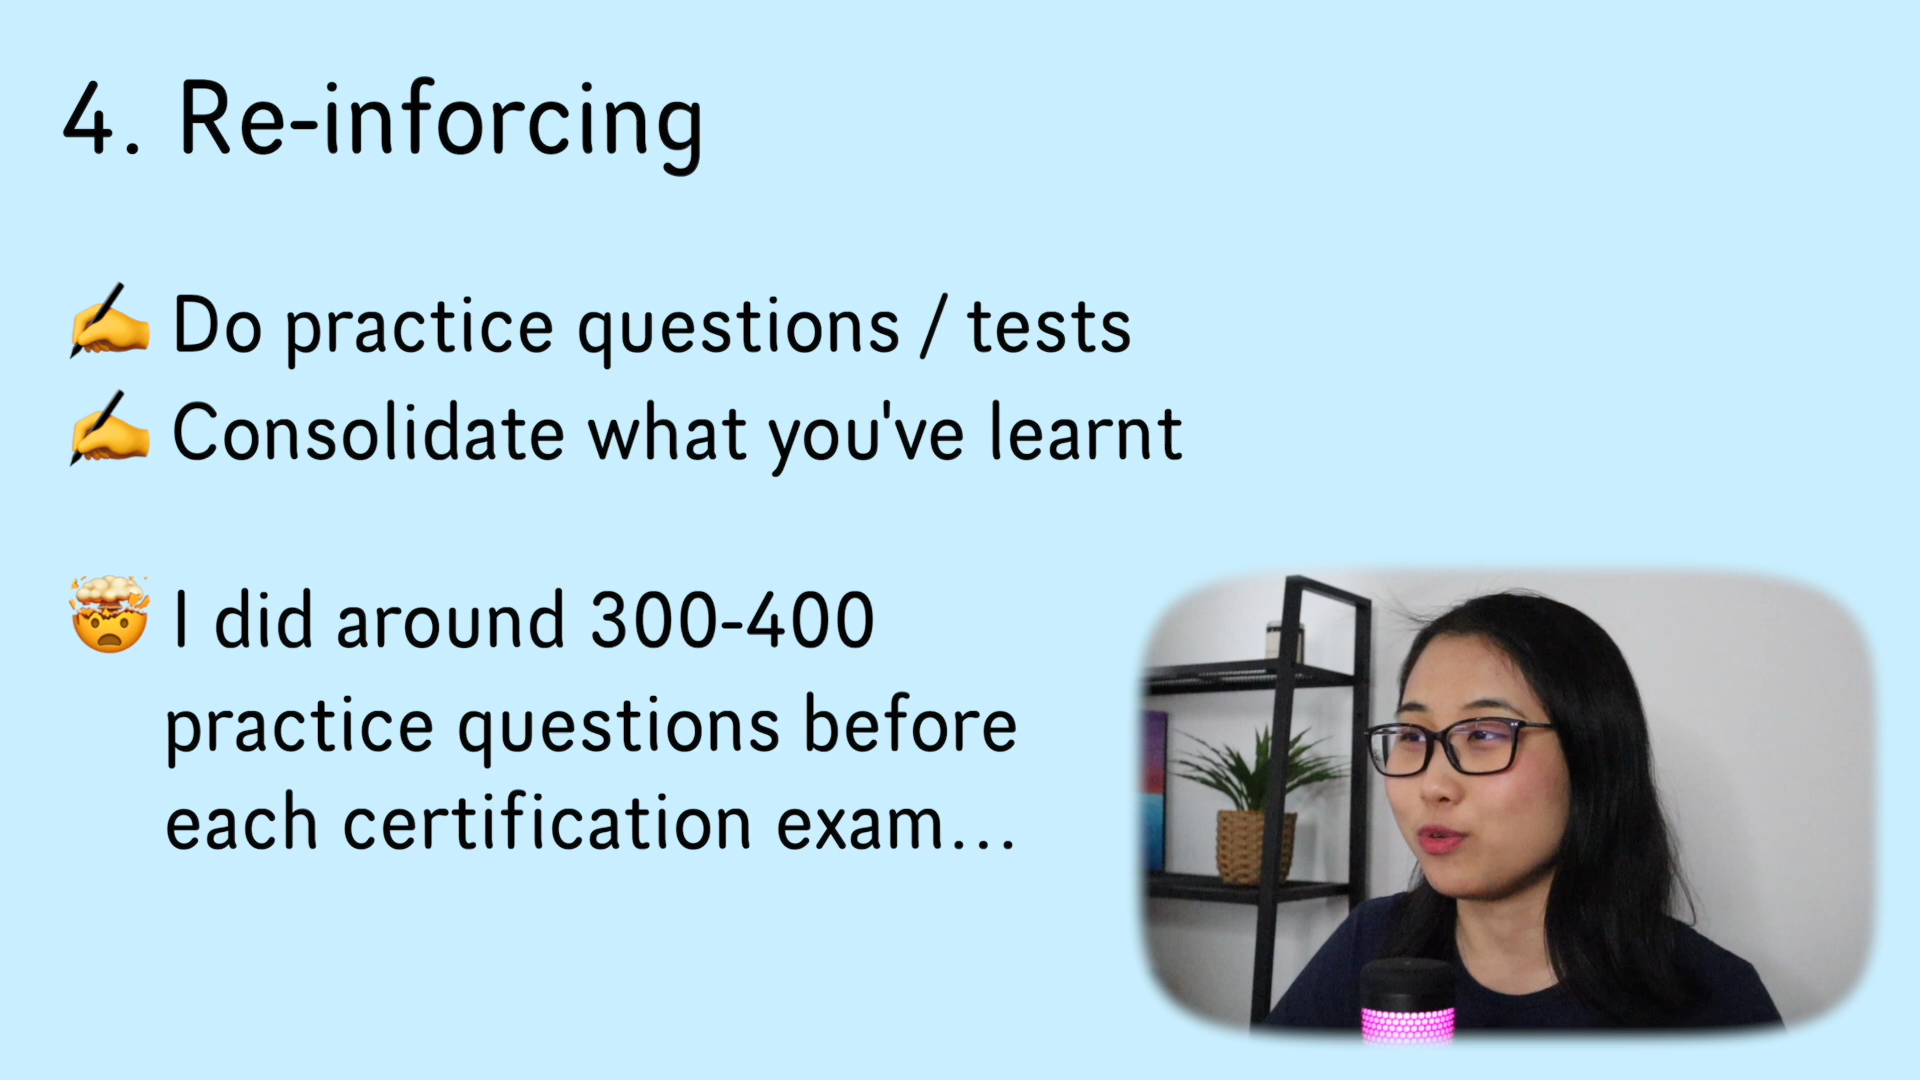 4. Re-inforcing
✍️ Do practice questions / tests
✍️ Consolidate what you've learnt
🤯 I did around 300-400
practice questions before
each certification exam...